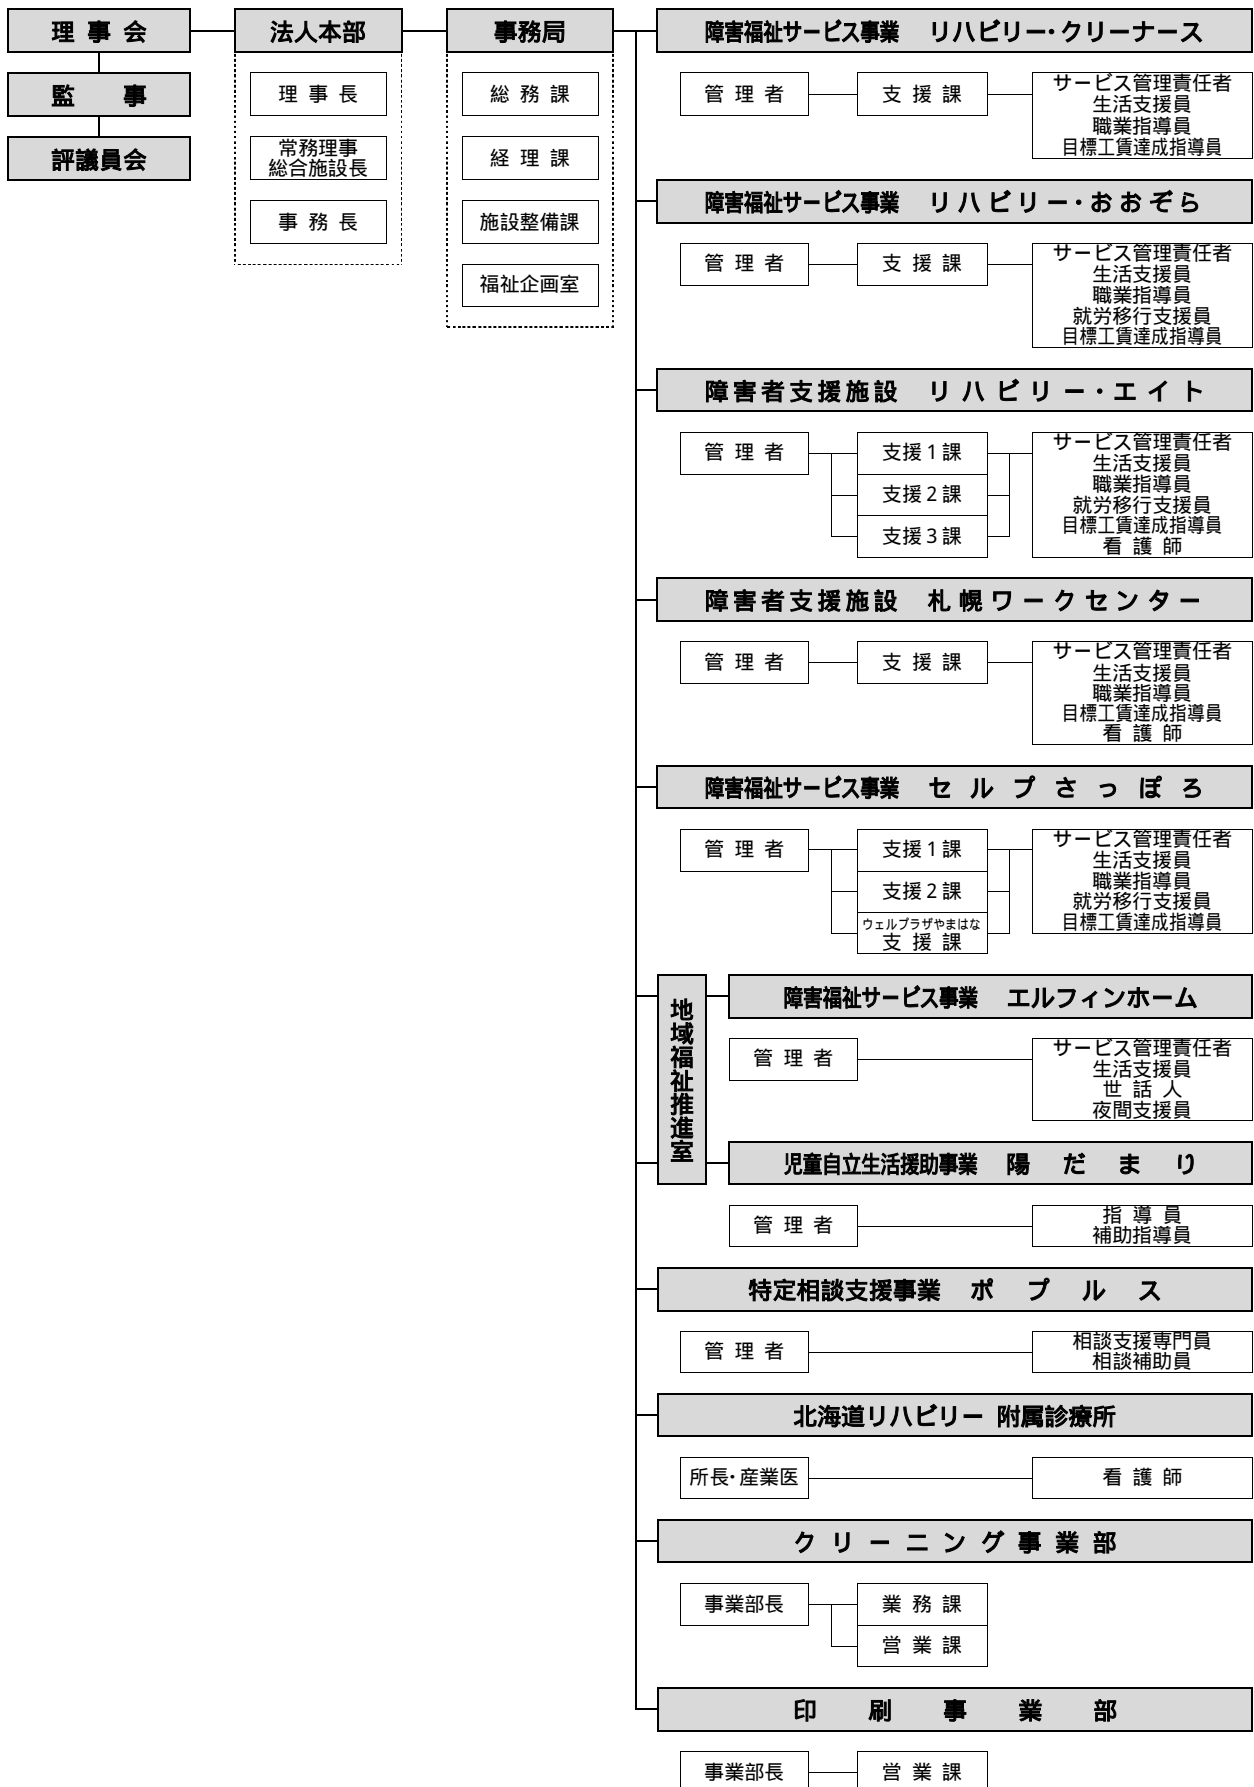 理事会
監事
評議員会
法人本部
理事長
常務理事
総合施設長
事務長
事務局
総務課
経理課
施設整備課
福祉企画室
障害福祉サービス事業 リハビリー・クリーナース
管理者
支援課
サービス管理責任者
生活支援員
職業指導員
目標工賃達成指導員
障害福祉サービス事業 リハビリー・おおぞら
管理者
支援課
サービス管理責任者
生活支援員
職業指導員
就労移行支援員
目標工賃達成指導員
障害者支援施設 リハビリー・エイト
管理者
支援1課
支援2課
支援3課
サービス管理責任者
生活支援員
職業指導員
就労移行支援員
目標工賃達成指導員
看護師
障害者支援施設 札幌ワークセンター
管理者
支援課
サービス管理責任者
生活支援員
職業指導員
目標工賃達成指導員
看護師
障害福祉サービス事業 セルプさっぽろ
管理者
支援1課
支援2課
ウェルプラザやまはな
支援課
サービス管理責任者
生活支援員
職業指導員
就労移行支援員
目標工賃達成指導員
地域福祉推進室
障害福祉サービス事業 エルフィンホーム
管理者
サービス管理責任者
生活支援員
世話人
夜間支援員
児童自立生活援助事業 陽だまり
管理者
指導員
補助指導員
特定相談支援事業 ポプルス
管理者
相談支援専門員
相談補助員
北海道リハビリー 附属診療所
所長・産業医
看護師
クリーニング事業部
事業部長
業務課
営業課
印刷事業部
事業部長
営業課